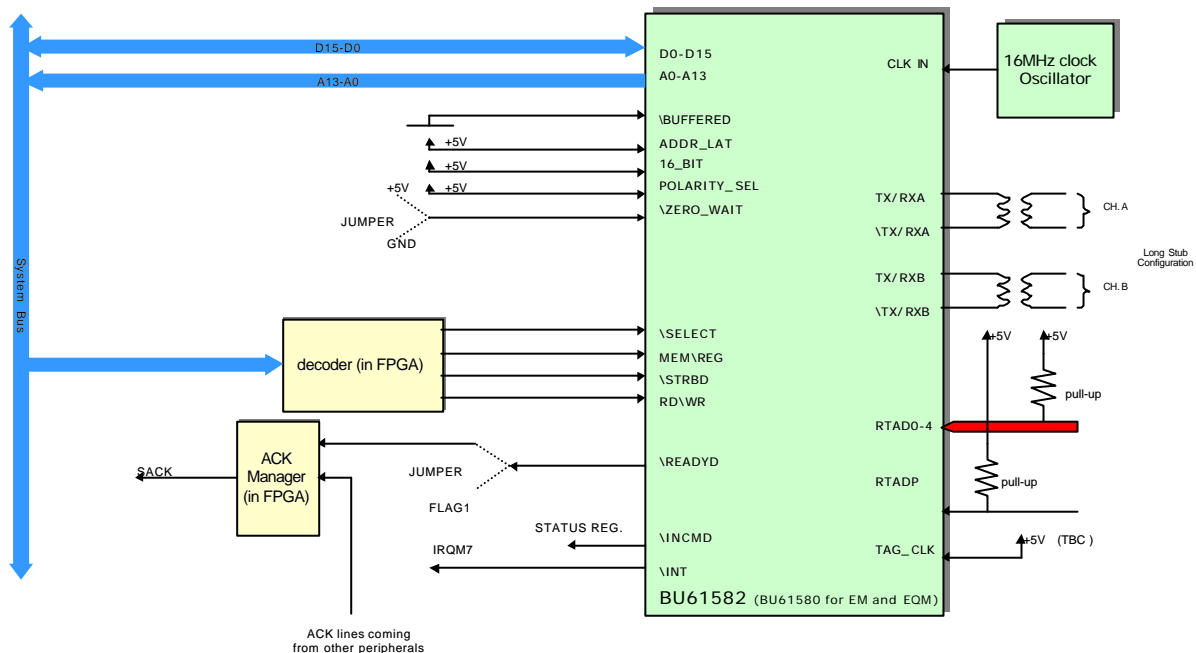 D15-D0
A13-A0
System Bus
D0-D15
A0-A13
\BUFFERED
ADDR_LAT
16_BIT
POLARITY_SEL
\ZERO_WAIT
+5V
+5V
+5V
+5V
JUMPER
GND
CLK IN
16MHz clock
Oscillator
TX/RXA
\TX/RXA
CH.A
TX/RXB
\TX/RXB
CH.B
Long Stub
Configuration
decoder (in FPGA)
\SELECT
MEM\REG
\STRBD
RD\WR
+5V
+5V
pull-up
RTAD0-4
ACK
Manager
(in FPGA)
SACK
JUMPER
FLAG1
\READYD
RTADP
pull-up
STATUS REG.
\INCMD
IRQM7
\INT
TAG_CLK
+5V (TBC )
BU61582 (BU61580 for EM and EQM)
ACK lines coming
from other peripherals